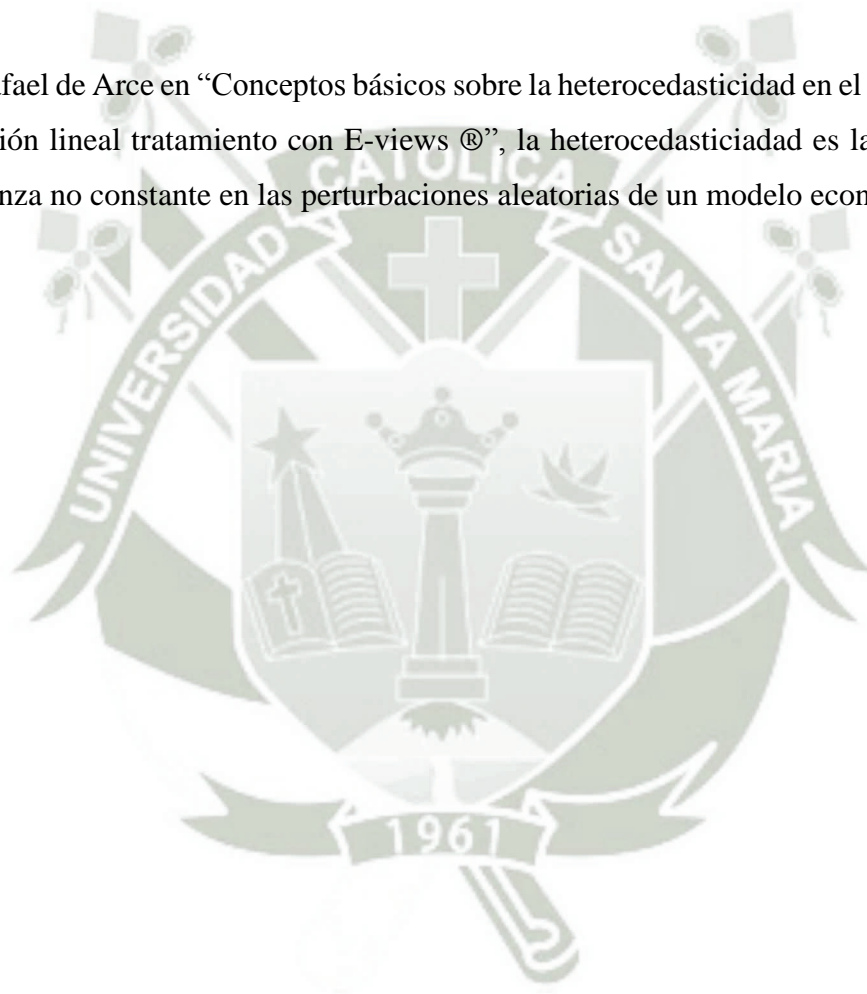 fael de Arce en “Conceptos básicos sobre la heterocedasticidad en el
ión lineal tratamiento con E-views ®”, la heterocedasticiadad es la
nza no constante en las perturbaciones aleatorias de un modelo econ
CATOLICA
UNIVERSIDAD
SANTA MARIA
1961